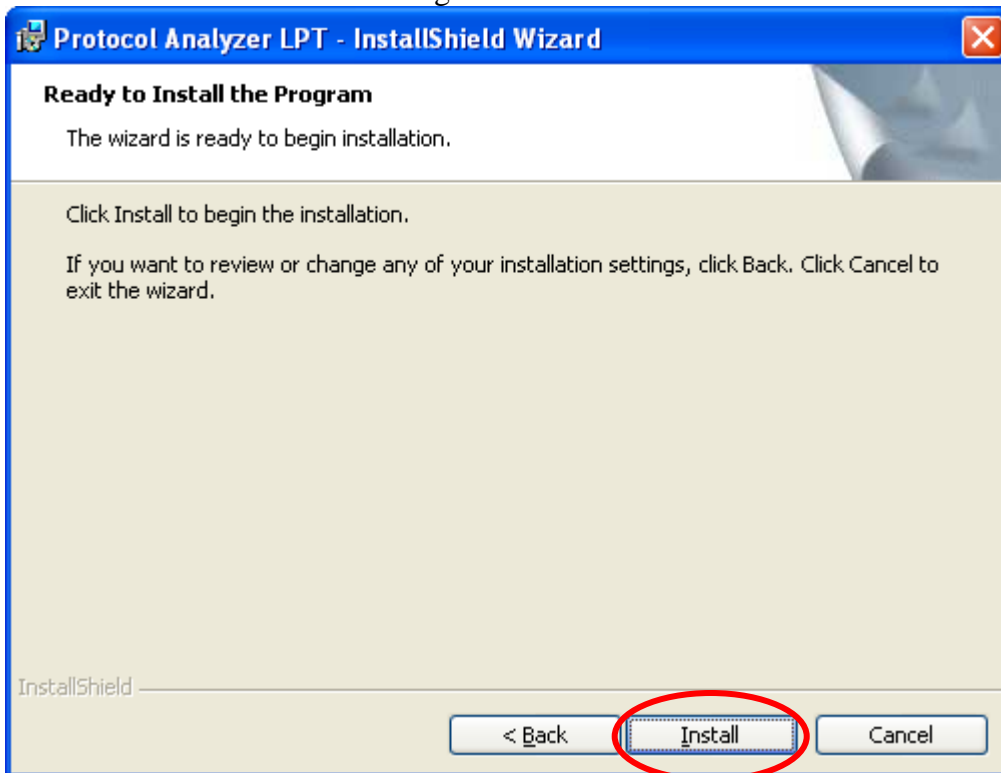 Protocol Analyzer LPT - InstallShield Wizard
Ready to Install the Program
The wizard is ready to begin installation.
Click Install to begin the installation.
If you want to review or change any of your installation settings, click Back. Click Cancel to
exit the wizard.
InstallShield
< Back Install Cancel